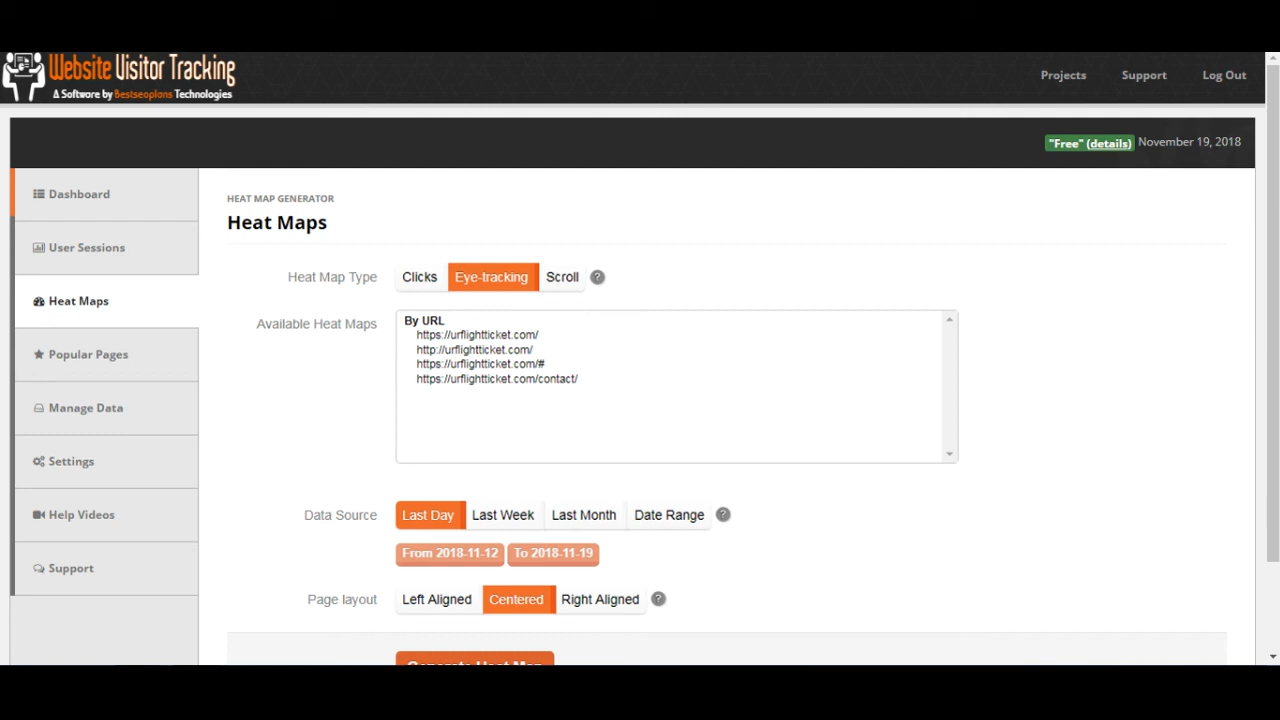 Website Visitor Tracking
A Software by Bestseoplans Technologies
Projects Support Log Out
"Free" (details) November 19, 2018
Dashboard
User Sessions
Heat Maps
Popular Pages
Manage Data
Settings
Help Videos
Support
HEAT MAP GENERATOR
Heat Maps
Heat Map Type Clicks Eye-tracking Scroll ?
Available Heat Maps By URL
https://urflightticket.com/
http://urflightticket.com/
https://urflightticket.com/#
https://urflightticket.com/contact/
Data Source Last Day Last Week Last Month Date Range ?
From 2018-11-12 To 2018-11-19
Page layout Left Aligned Centered Right Aligned ?
Generate Heat Map